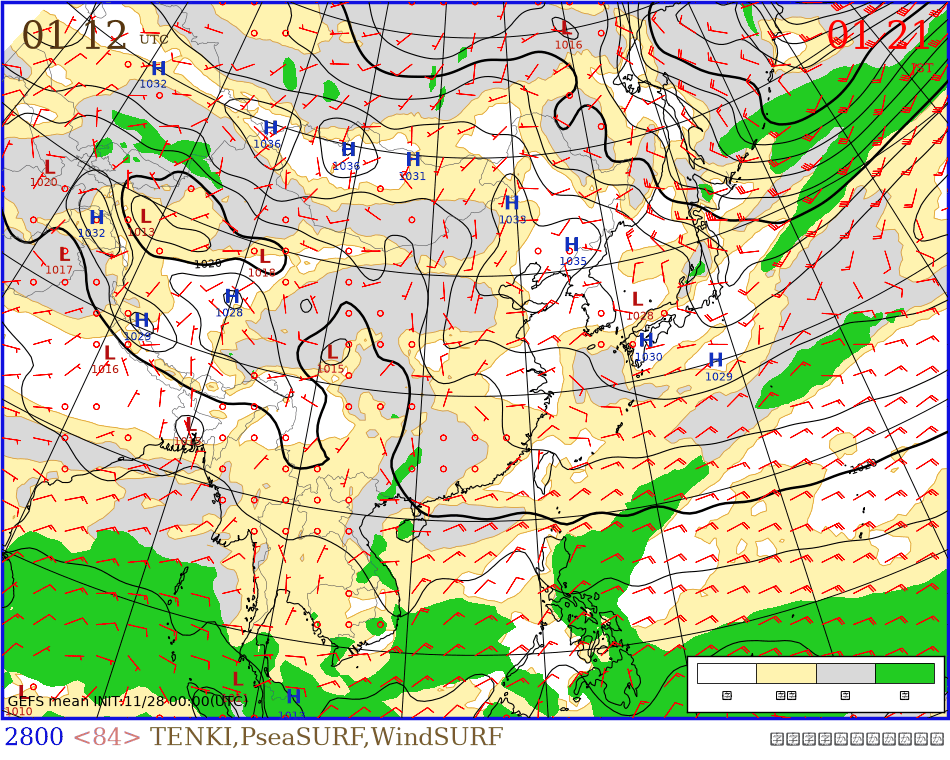 01.12 UTC 01.21
JST
L
1016
H
1032
H
1036
H
1036
H
1031
L
1020
H
1033
H
1032
L
1013
L
1017
H
1035
L
1018
1028
H
1028
L
1028
H
1029
H
1030
L
1016
L
1015
H
1029
L
L
H
L
1010
GEFS mean INIT:11/28 00:00(UTC)
2800 <84> TENKI,PseaSURF,WindSURF